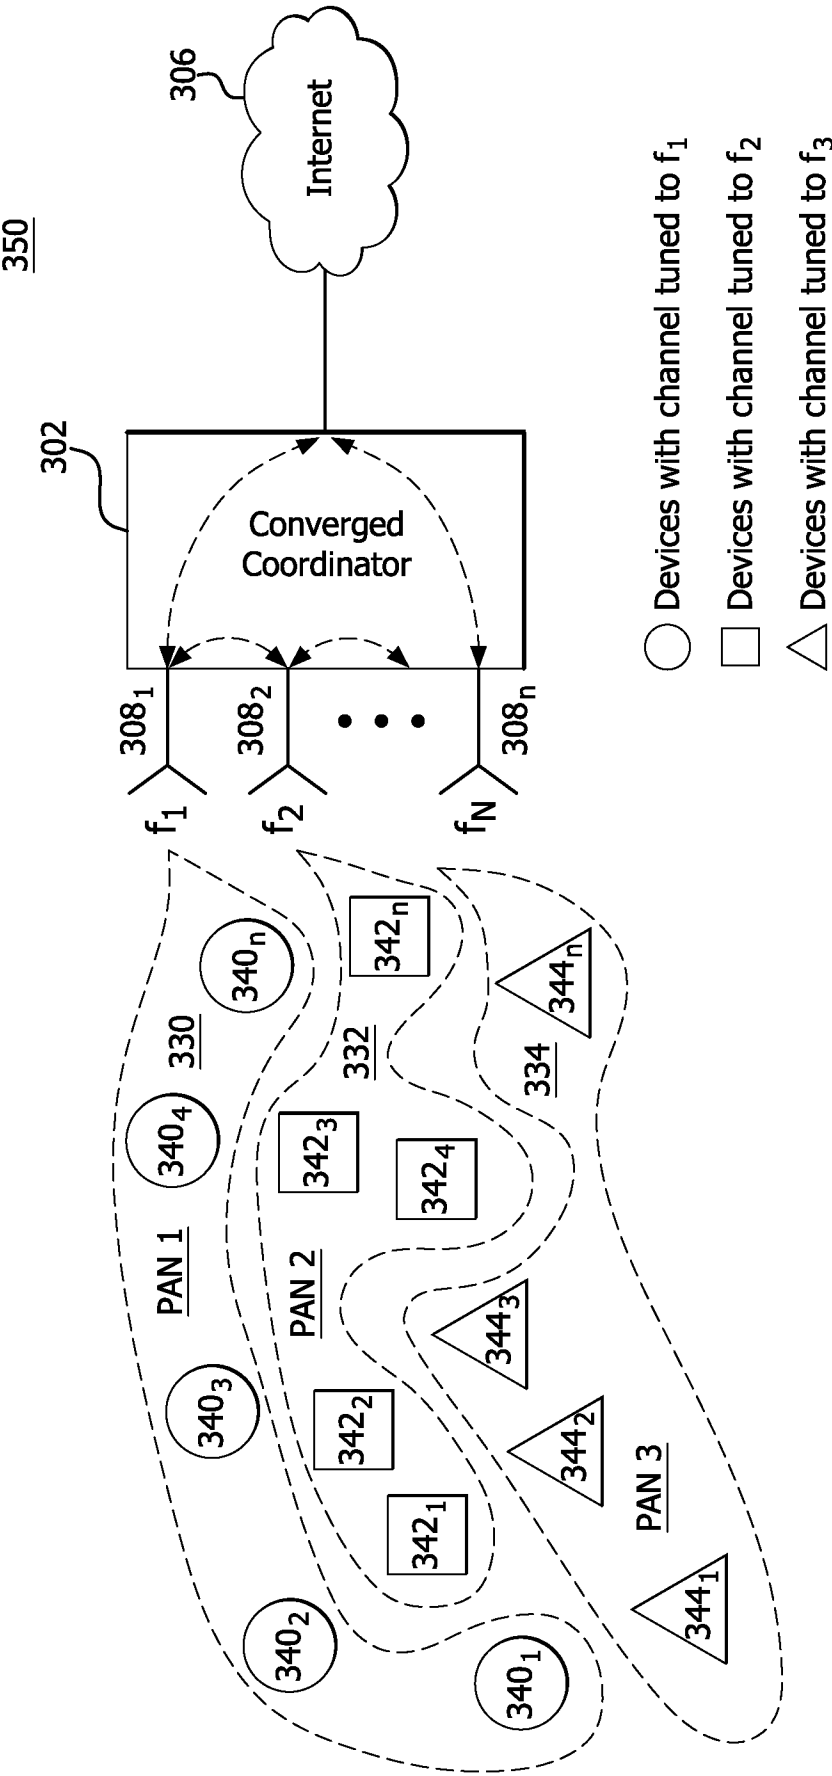 350
306
Internet
302
Converged
Coordinator
308₁
308₂
308ₙ
f₁
f₂
f_N
330
332
334
PAN 1
PAN 2
PAN 3
340₁
340₂
340₃
340₄
340ₙ
342₁
342₂
342₃
342₄
342ₙ
344₁
344₂
344₃
344ₙ
Devices with channel tuned to f₁
Devices with channel tuned to f₂
Devices with channel tuned to f₃